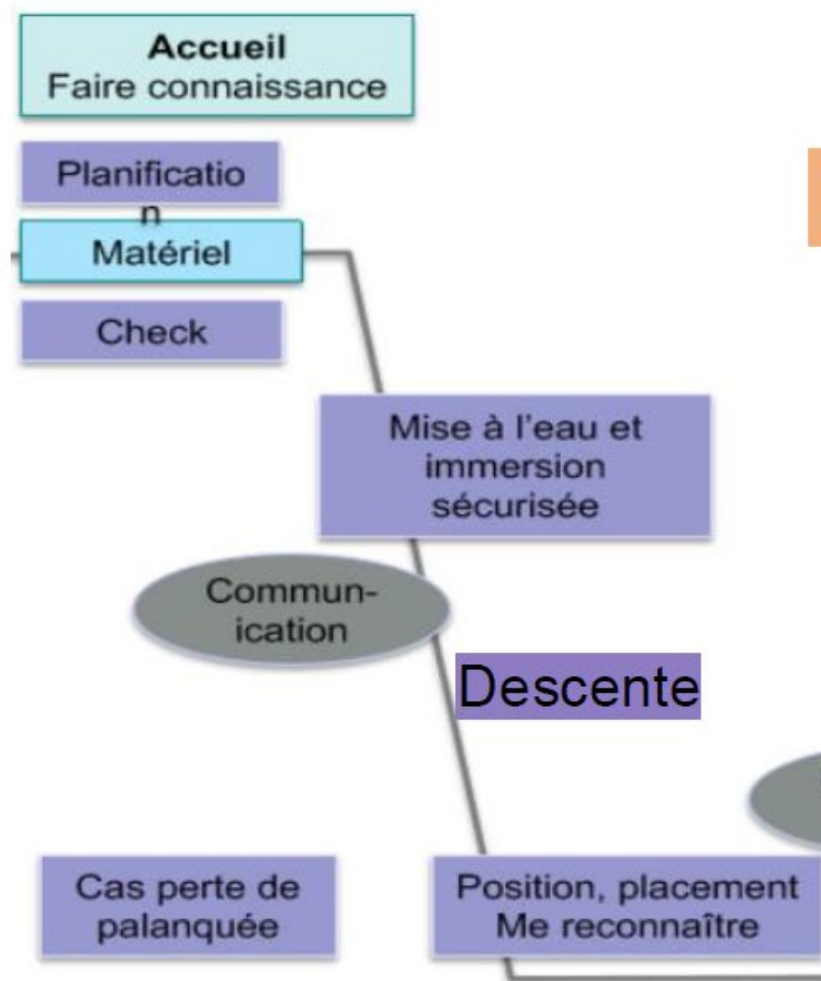 Accueil
Faire connaissance
Planificatio
n
Matériel
Check
Mise à l'eau et
immersion
sécurisée
Commun-
ication
Descente
Cas perte de
palanquée
Position, placement
Me reconnaître